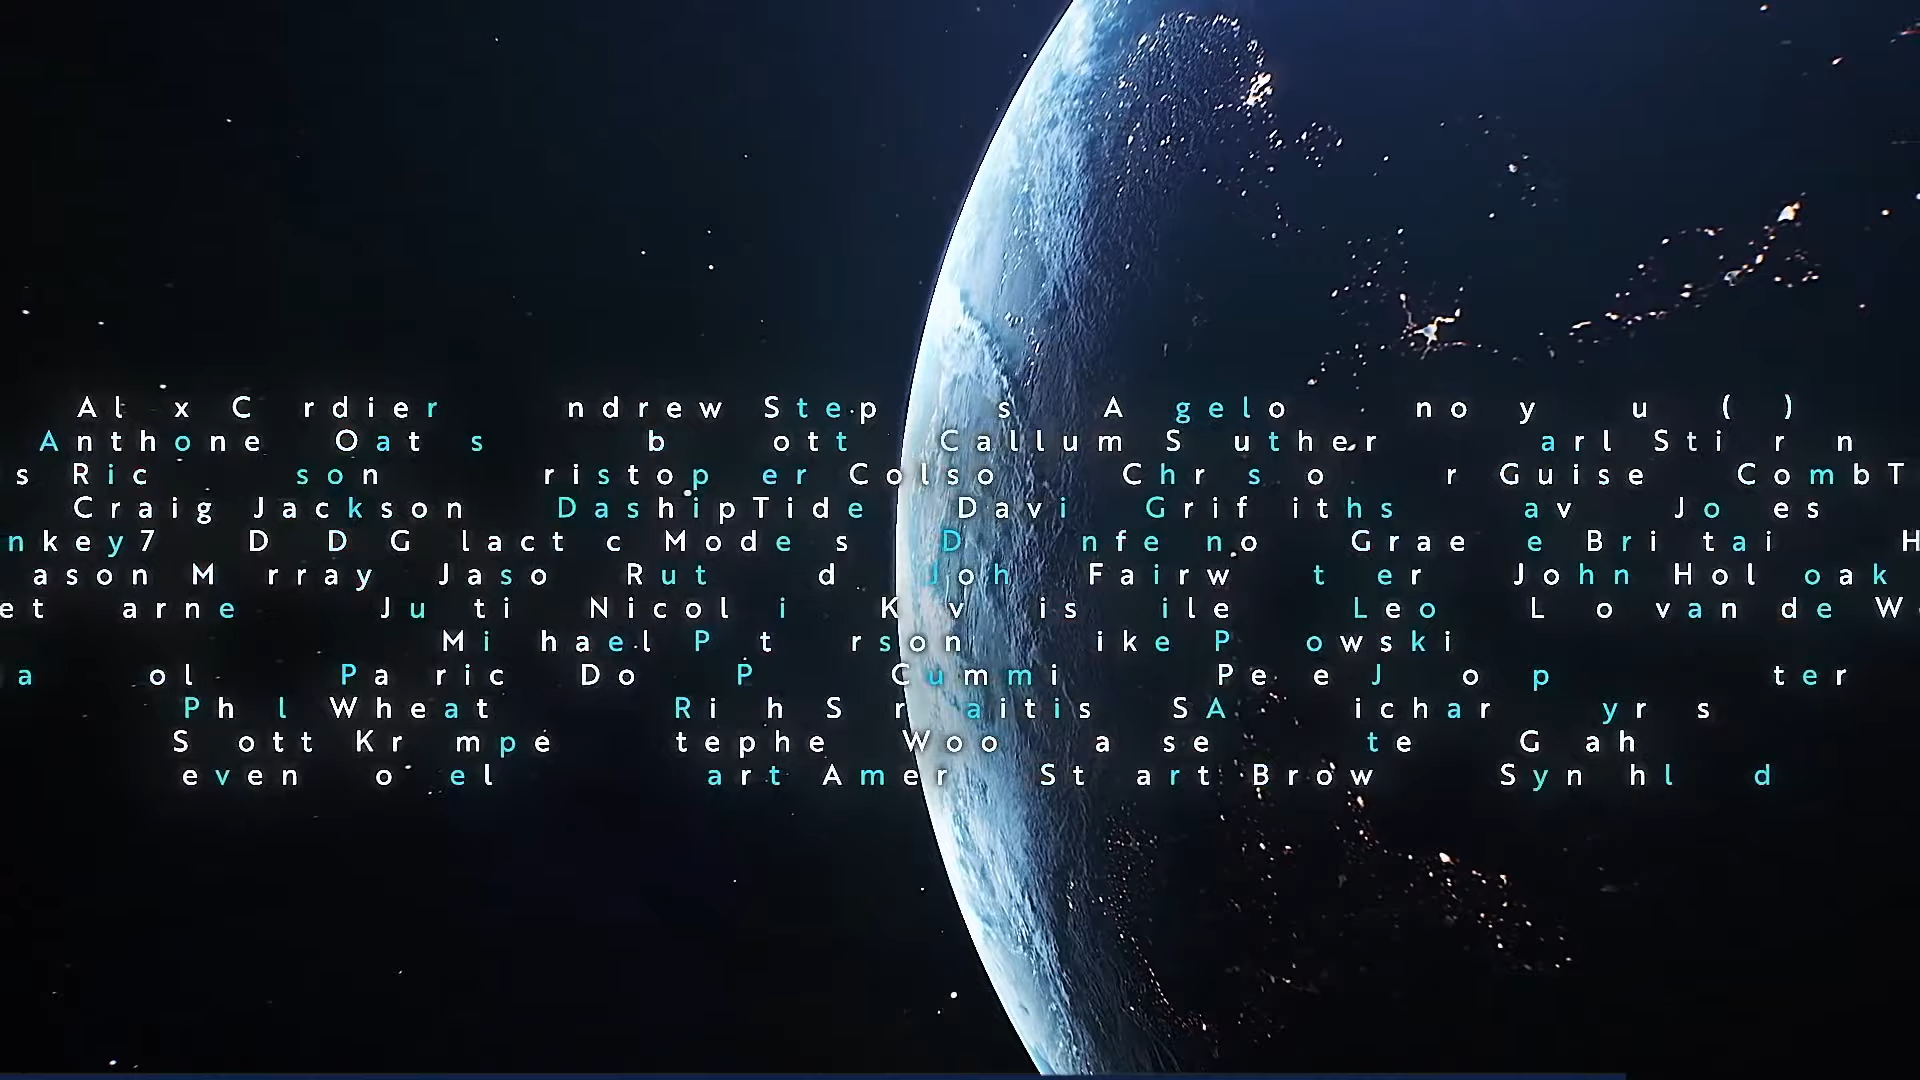 Al x C rdier ndrew Step s A gelo no y u ( )
Anthone Oat s b ott Callum S uther arl Sti r n
s Ric son ristop er Colso Chr s o r Guise CombT
Craig Jackson DashipTide Davi Grif iths av Jo es
nkey7 D D G lact c Mode s D nfe no Grae e Bri tai H
ason M rray Jaso Rut d Joh Fairw t er John Hol oak
et arne Ju ti Nicol i K v is ile Leo L o van de W
Mi hael P t rson ike P owski
a ol Pa ric Do P Cummi Pe e J o p ter
Ph l Wheat Ri h S r aitis SA ichar yr s
S ott Kr mpe tephe Woo a se te G ah
even o el art Amer St art Brow Syn hl d